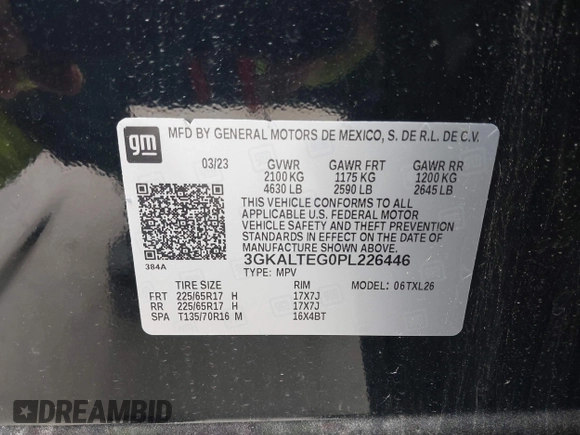 gm
MFD BY GENERAL MOTORS DE MEXICO, S. DE R.L. DE C.V.
03/23 GVWR GAWR FRT GAWR RR
2100 KG 1175 KG 1200 KG
4630 LB 2590 LB 2645 LB
THIS VEHICLE CONFORMS TO ALL
APPLICABLE U.S. FEDERAL MOTOR
VEHICLE SAFETY AND THEFT PREVENTION
STANDARDS IN EFFECT ON THE DATE OF
MANUFACTURE SHOWN ABOVE.
384A
3GKALTEG0PL226446
TYPE: MPV MODEL: 06TXL26
TIRE SIZE RIM
FRT 225/65R17 H 17X7J
RR 225/65R17 H 17X7J
SPA T135/70R16 M 16X4BT
DREAMBID